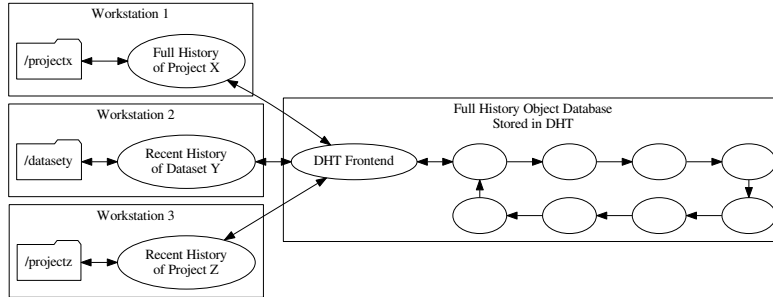 Workstation 1
/projectx
Full History
of Project X
Workstation 2
/datasety
Recent History
of Dataset Y
Workstation 3
/projectz
Recent History
of Project Z
DHT Frontend
Full History Object Database
Stored in DHT